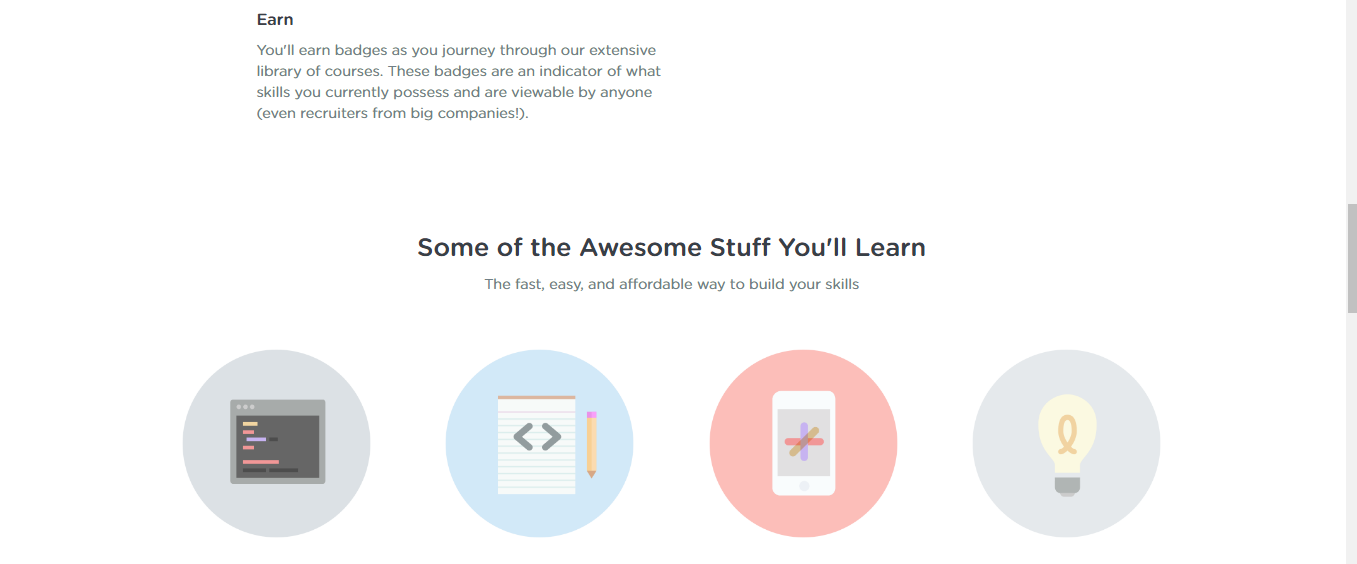 Earn
You'll earn badges as you journey through our extensive
library of courses. These badges are an indicator of what
skills you currently possess and are viewable by anyone
(even recruiters from big companies!).
Some of the Awesome Stuff You'll Learn
The fast, easy, and affordable way to build your skills